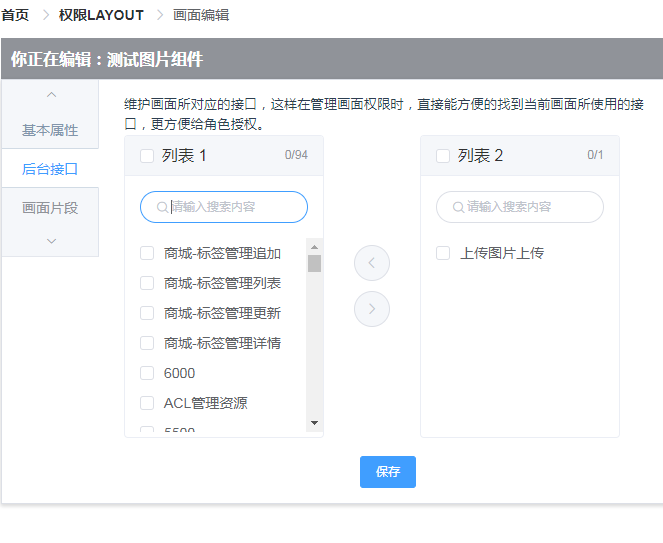 首页 > 权限LAYOUT > 画面编辑
你正在编辑：测试图片组件
基本属性
后台接口
画面片段
维护画面所对应的接口，这样在管理画面权限时，直接能方便的找到当前画面所使用的接
口，更方便给角色授权。
列表 1 0/94
请输入搜索内容
商城-标签管理追加
商城-标签管理列表
商城-标签管理更新
商城-标签管理详情
6000
ACL管理资源
5500
列表 2 0/1
请输入搜索内容
上传图片上传
保存